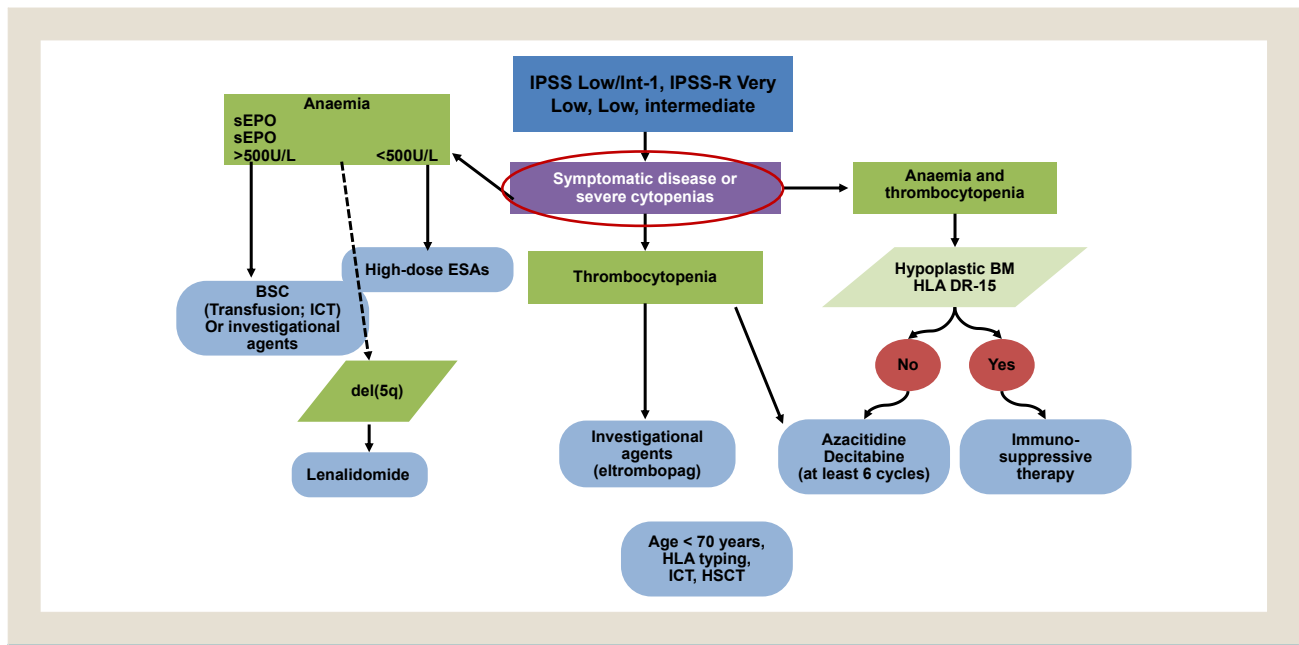 IPSS Low/Int-1, IPSS-R Very
Low, Low, intermediate
Anaemia
sEPO
sEPO
>500U/L <500U/L
Symptomatic disease or
severe cytopenias
Anaemia and
thrombocytopenia
High-dose ESAs
Thrombocytopenia
Hypoplastic BM
HLA DR-15
BSC
(Transfusion; ICT)
Or investigational
agents
No
Yes
del(5q)
Lenalidomide
Investigational
agents
(eltrombopag)
Azacitidine
Decitabine
(at least 6 cycles)
Immuno-
suppressive
therapy
Age < 70 years,
HLA typing,
ICT, HSCT